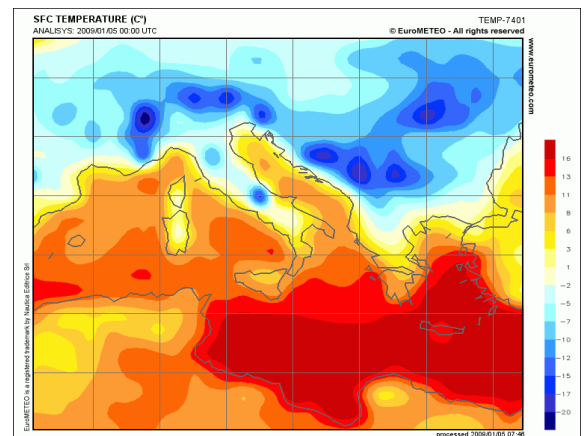 SFC TEMPERATURE (C°)
TEMP-7401
ANALISYS: 2009/01/05 00:00 UTC
© EuroMETEO - All rights reserved
www.eurometeo.com
EuroMETEO is a registered trademark by Nautica Editrice Srl
16
13
11
8
6
3
1
−2
−5
−7
−10
−12
−15
−17
−20
processed 2009/01/05 07:46